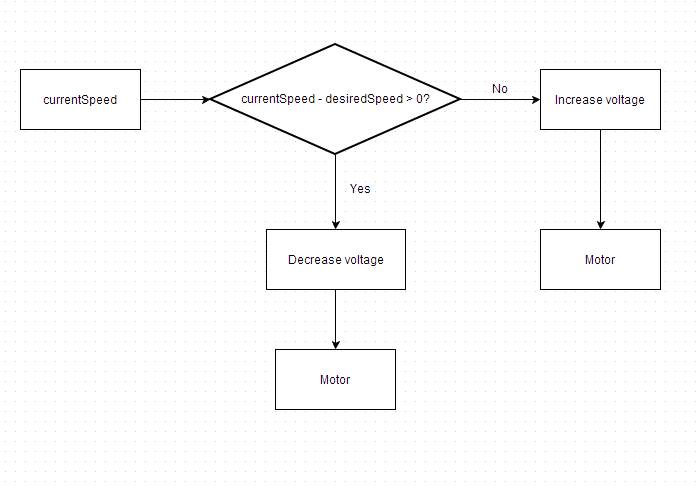 currentSpeed
currentSpeed - desiredSpeed > 0?
No
Increase voltage
Yes
Decrease voltage
Motor
Motor